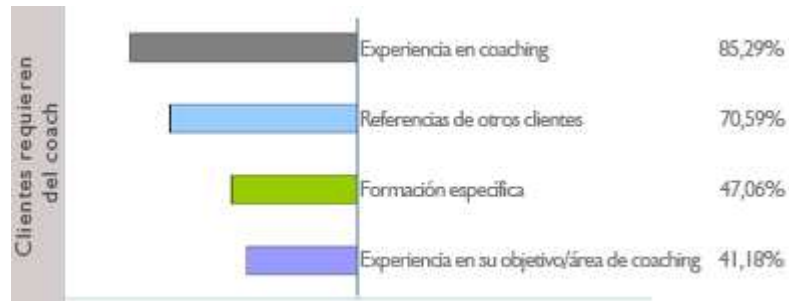 Clientes requieren
del coach
Experiencia en coaching 85,29%
Referencias de otros clientes 70,59%
Formación específica 47,06%
Experiencia en su objetivo/área de coaching 41,18%